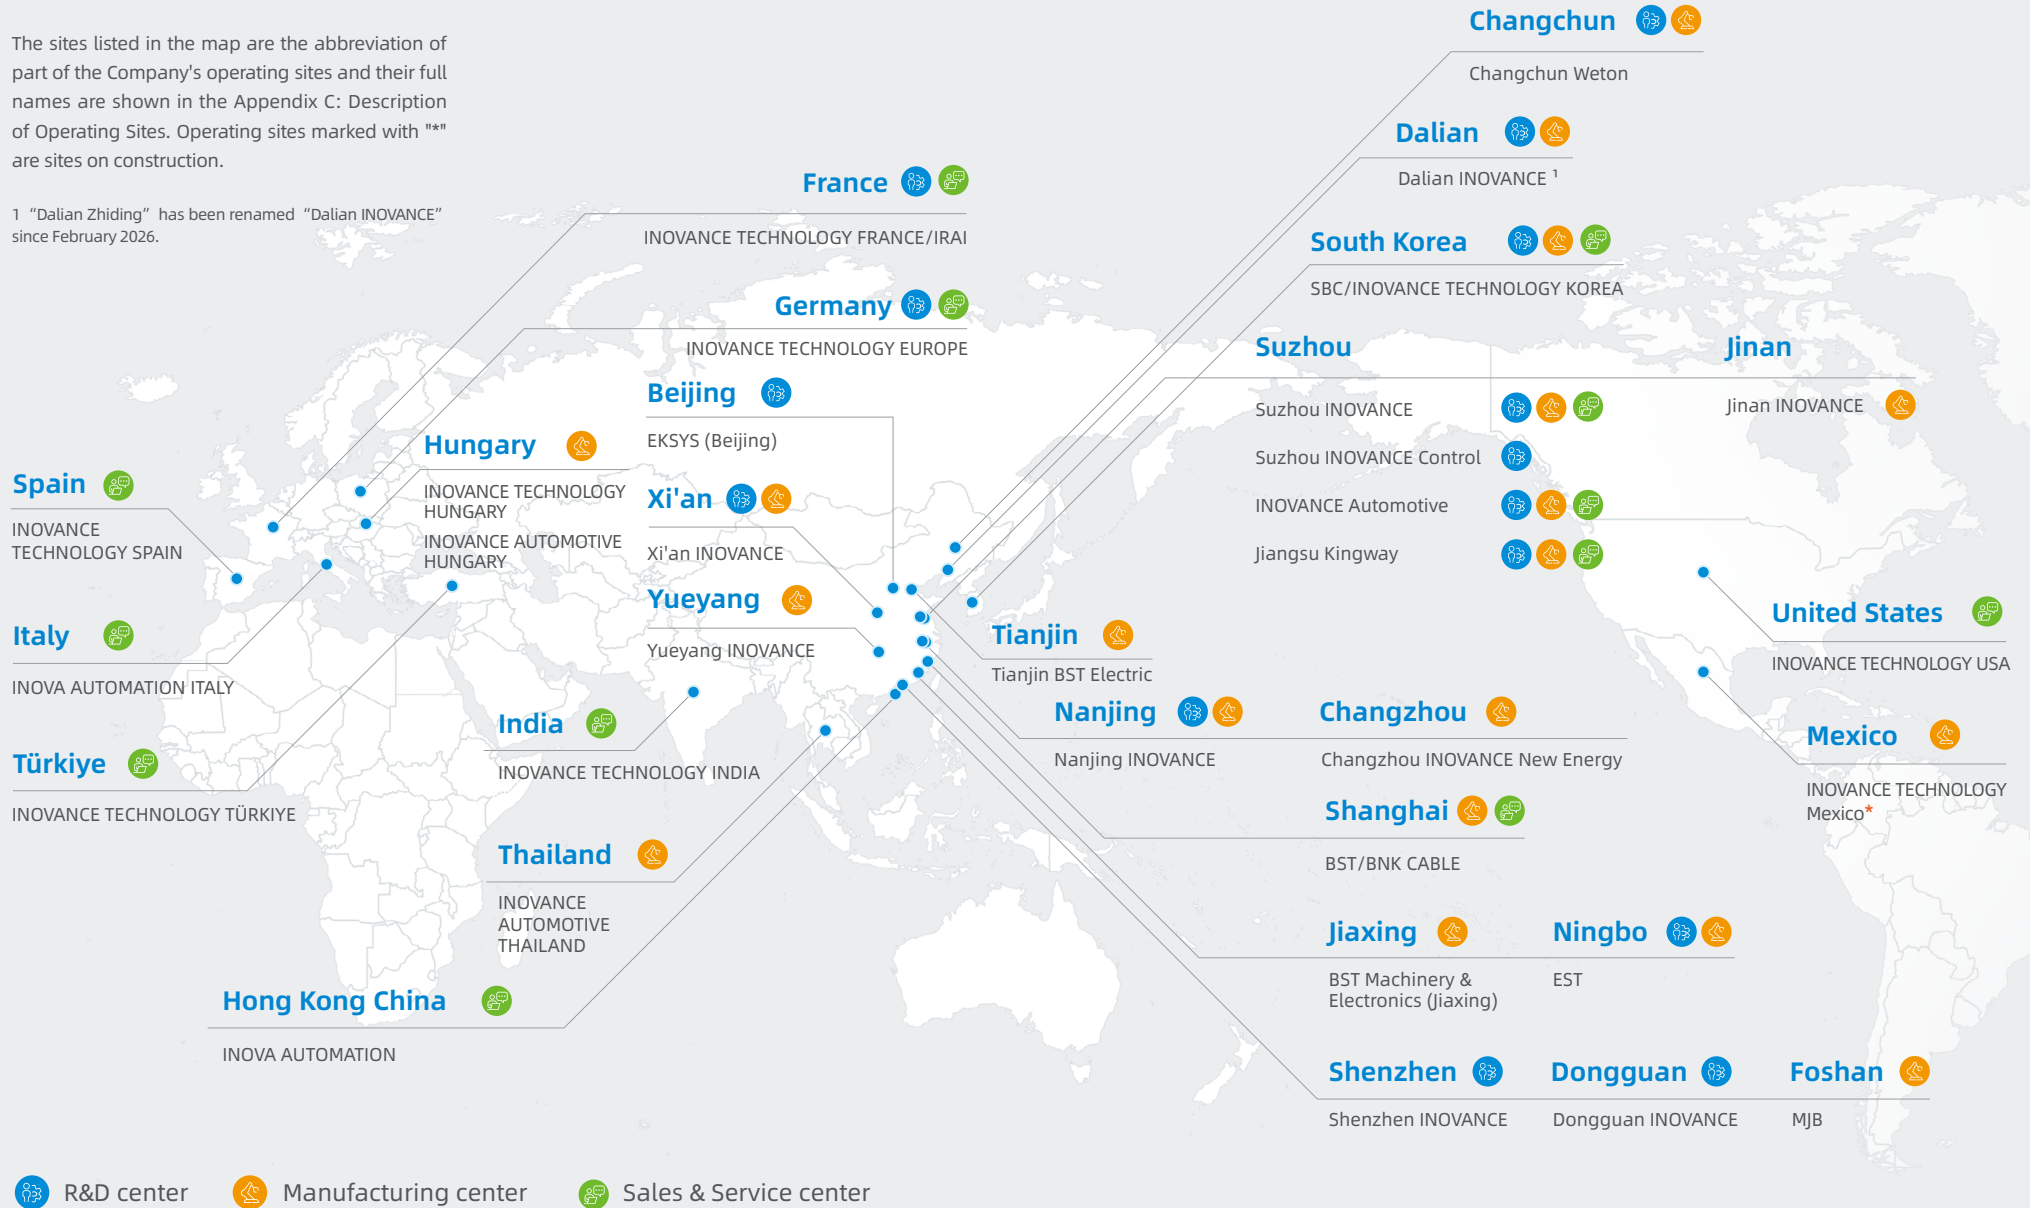 The sites listed in the map are the abbreviation of
part of the Company's operating sites and their full
names are shown in the Appendix C: Description
of Operating Sites. Operating sites marked with "*"
are sites on construction.
1 “Dalian Zhiding” has been renamed “Dalian INOVANCE”
since February 2026.
Changchun
Changchun Weton
Dalian
Dalian INOVANCE ¹
France
INOVANCE TECHNOLOGY FRANCE/IRAI
South Korea
SBC/INOVANCE TECHNOLOGY KOREA
Germany
INOVANCE TECHNOLOGY EUROPE
Suzhou
Suzhou INOVANCE
Suzhou INOVANCE Control
INOVANCE Automotive
Jiangsu Kingway
Jinan
Jinan INOVANCE
Beijing
EKSYS (Beijing)
Hungary
INOVANCE TECHNOLOGY
HUNGARY
INOVANCE AUTOMOTIVE
HUNGARY
Spain
INOVANCE
TECHNOLOGY SPAIN
Xi'an
Xi'an INOVANCE
Yueyang
Yueyang INOVANCE
Italy
INOVA AUTOMATION ITALY
Tianjin
Tianjin BST Electric
United States
INOVANCE TECHNOLOGY USA
Nanjing
Nanjing INOVANCE
Changzhou
Changzhou INOVANCE New Energy
India
INOVANCE TECHNOLOGY INDIA
Mexico
INOVANCE TECHNOLOGY
Mexico*
Türkiye
INOVANCE TECHNOLOGY TÜRKIYE
Shanghai
BST/BNK CABLE
Thailand
INOVANCE
AUTOMOTIVE
THAILAND
Jiaxing
BST Machinery &
Electronics (Jiaxing)
Ningbo
EST
Hong Kong China
INOVA AUTOMATION
Shenzhen
Shenzhen INOVANCE
Dongguan
Dongguan INOVANCE
Foshan
MJB
R&D center
Manufacturing center
Sales & Service center